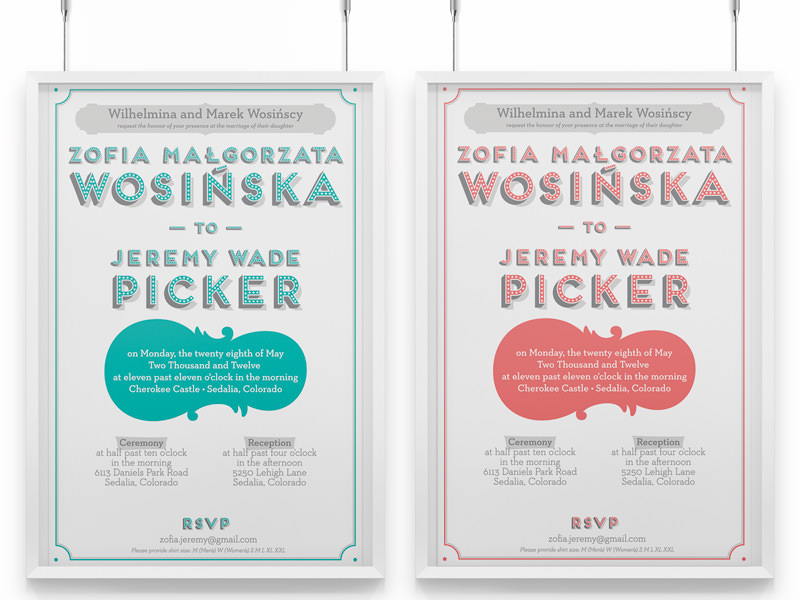 Wilhelmina and Marek Wosińscy
request the honour of your presence at the marriage of their daughter
ZOFIA MAŁGORZATA
WOSIŃSKA
— TO —
JEREMY WADE
PICKER
on Monday, the twenty eighth of May
Two Thousand and Twelve
at eleven past eleven o'clock in the morning
Cherokee Castle • Sedalia, Colorado
Ceremony
at half past ten o'clock
in the morning
6113 Daniels Park Road
Sedalia, Colorado
Reception
at half past four o'clock
in the afternoon
5250 Lehigh Lane
Sedalia, Colorado
RSVP
zofia.jeremy@gmail.com
Please provide shirt size: M (Men's) W (Women's) S M L XL XXL
Wilhelmina and Marek Wosińscy
request the honour of your presence at the marriage of their daughter
ZOFIA MAŁGORZATA
WOSIŃSKA
— TO —
JEREMY WADE
PICKER
on Monday, the twenty eighth of May
Two Thousand and Twelve
at eleven past eleven o'clock in the morning
Cherokee Castle • Sedalia, Colorado
Ceremony
at half past ten o'clock
in the morning
6113 Daniels Park Road
Sedalia, Colorado
Reception
at half past four o'clock
in the afternoon
5250 Lehigh Lane
Sedalia, Colorado
RSVP
zofia.jeremy@gmail.com
Please provide shirt size: M (Men's) W (Women's) S M L XL XXL